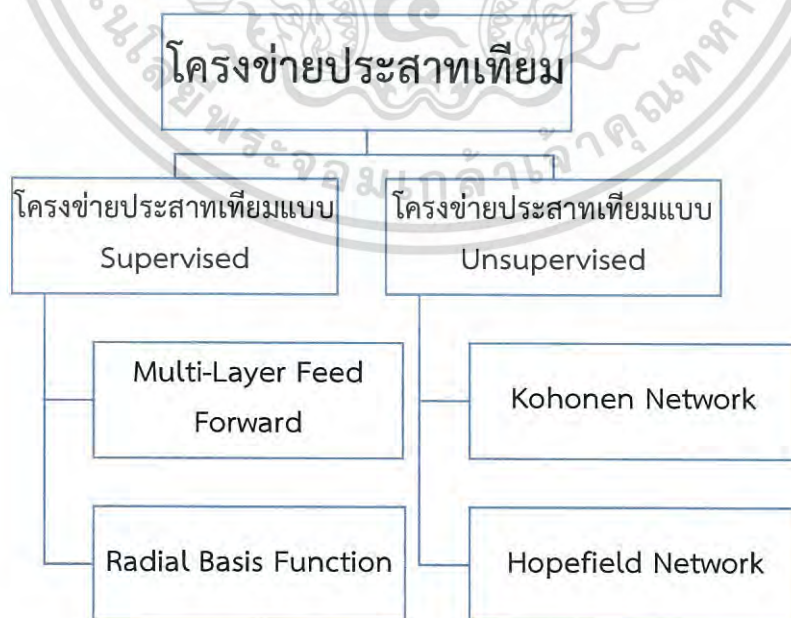 โครงข่ายประสาทเทียม
โครงข่ายประสาทเทียมแบบ
Supervised
โครงข่ายประสาทเทียมแบบ
Unsupervised
Multi-Layer Feed
Forward
Kohonen Network
Radial Basis Function
Hopefield Network